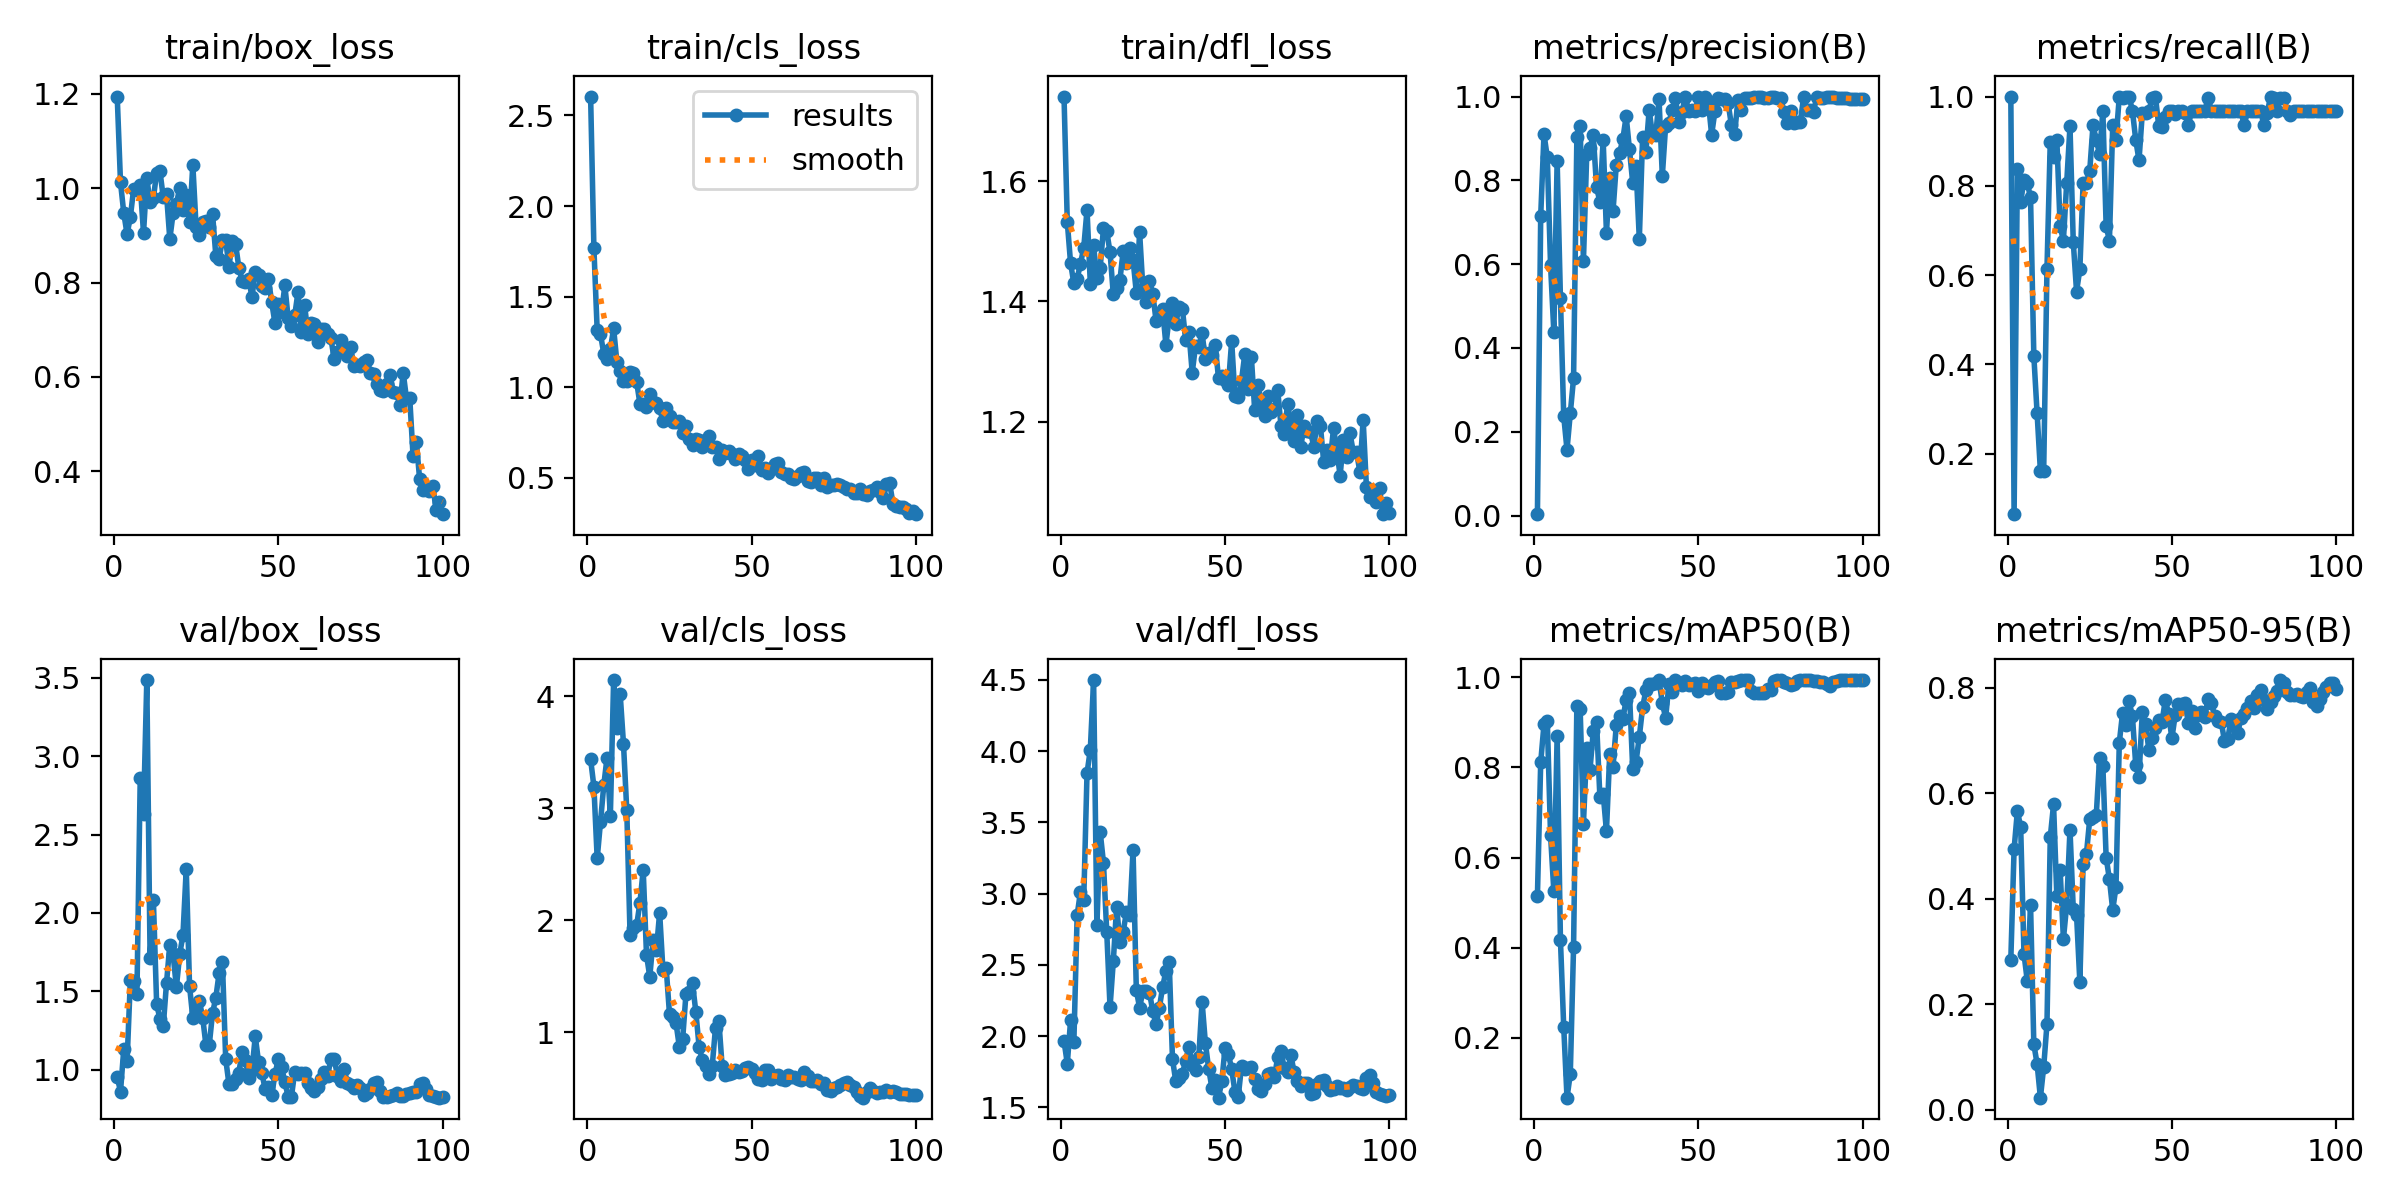 train/box_loss
1.2
1.0
0.8
0.6
0.4
0 50 100
train/cls_loss
results
smooth
2.5
2.0
1.5
1.0
0.5
0 50 100
train/dfl_loss
1.6
1.4
1.2
0 50 100
metrics/precision(B)
1.0
0.8
0.6
0.4
0.2
0.0
0 50 100
metrics/recall(B)
1.0
0.8
0.6
0.4
0.2
0 50 100
val/box_loss
3.5
3.0
2.5
2.0
1.5
1.0
0 50 100
val/cls_loss
4
3
2
1
0 50 100
val/dfl_loss
4.5
4.0
3.5
3.0
2.5
2.0
1.5
0 50 100
metrics/mAP50(B)
1.0
0.8
0.6
0.4
0.2
0 50 100
metrics/mAP50-95(B)
0.8
0.6
0.4
0.2
0.0
0 50 100